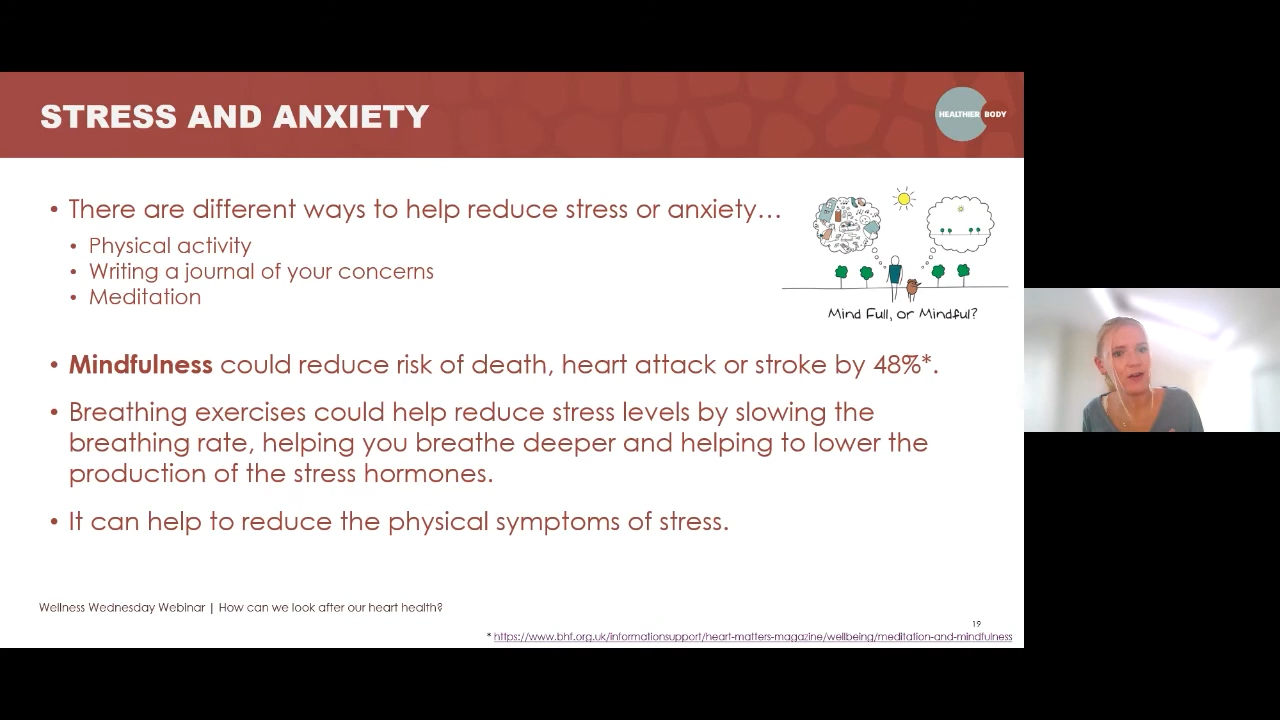 STRESS AND ANXIETY
HEALTHIER BODY
• There are different ways to help reduce stress or anxiety…
• Physical activity
• Writing a journal of your concerns
• Meditation
Mind Full, or Mindful?
• Mindfulness could reduce risk of death, heart attack or stroke by 48%*.
• Breathing exercises could help reduce stress levels by slowing the
breathing rate, helping you breathe deeper and helping to lower the
production of the stress hormones.
• It can help to reduce the physical symptoms of stress.
Wellness Wednesday Webinar | How can we look after our heart health?
19
* https://www.bhf.org.uk/informationsupport/heart-matters-magazine/wellbeing/meditation-and-mindfulness